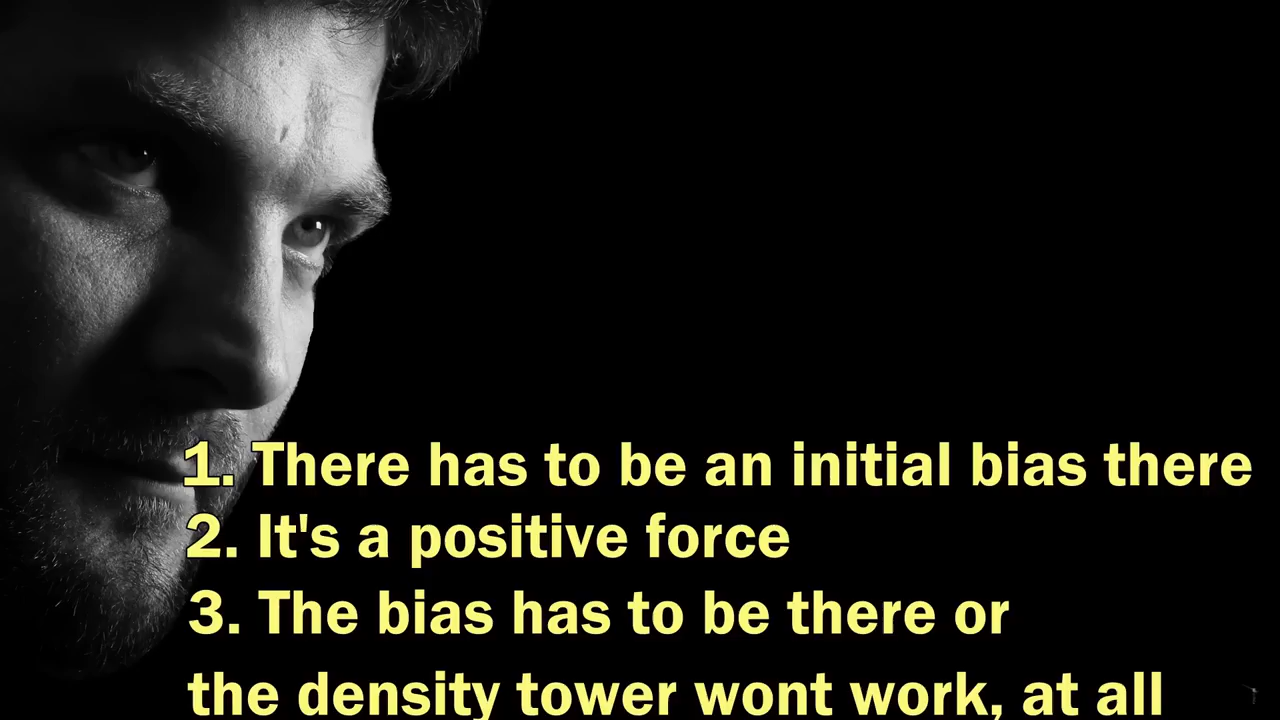 1. There has to be an initial bias there
2. It's a positive force
3. The bias has to be there or
the density tower wont work, at all